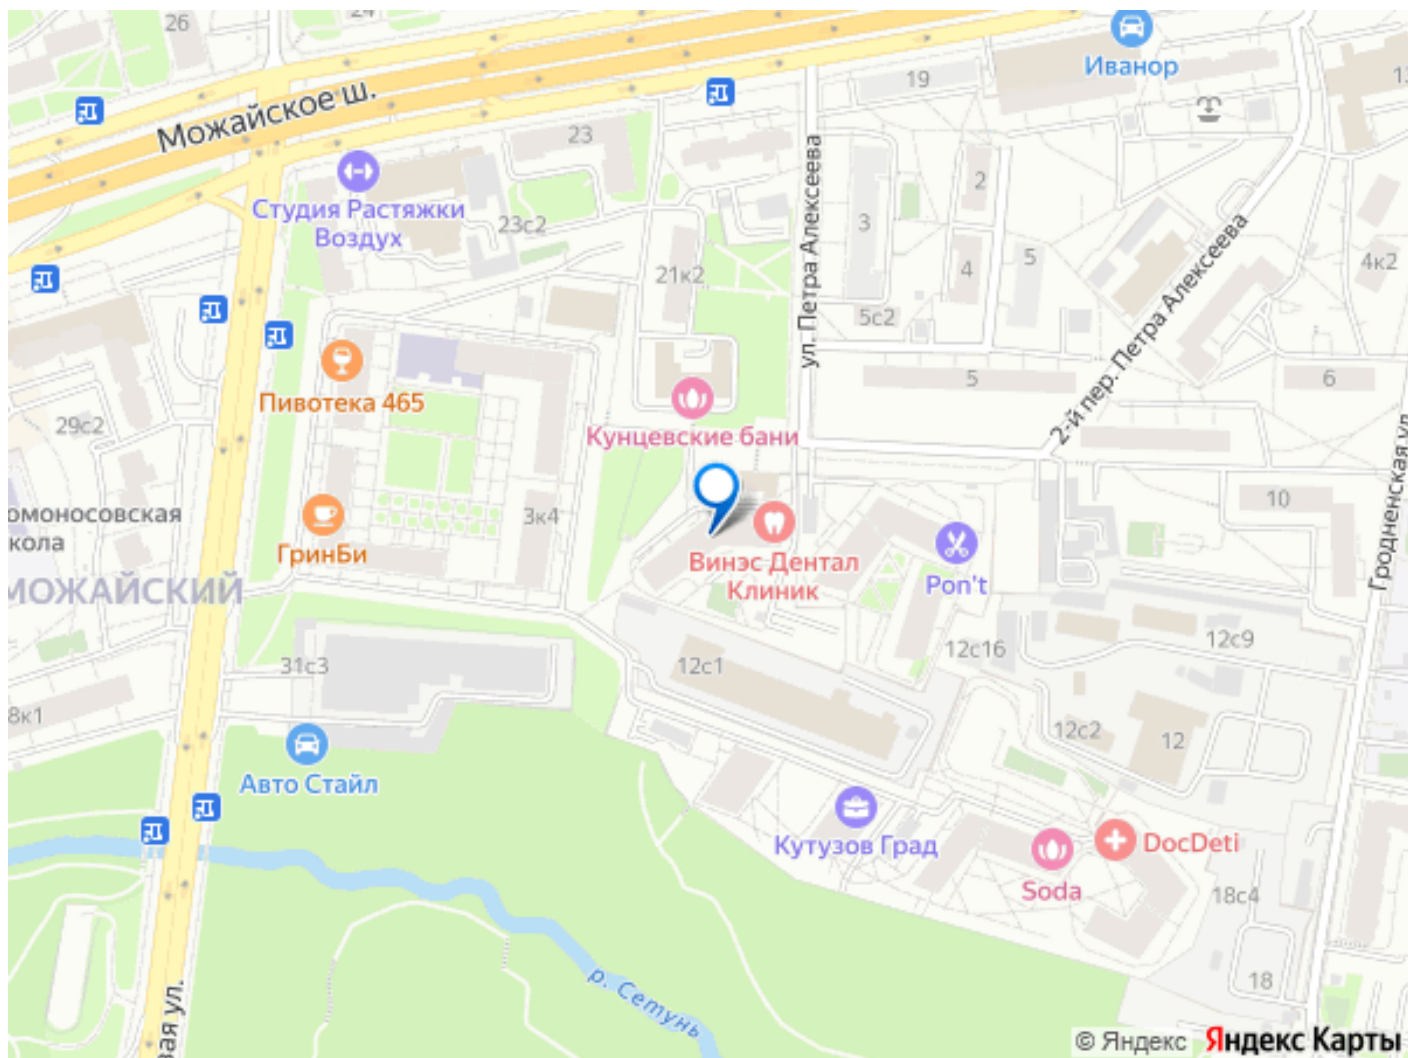 26
24
Иванор
19
Можайское ш.
23
2
Студия Растяжки
Воздух
23с2
ул. Петра Алексеева
3
5
4
4к2
21к2
5с2
2-й пер. Петра Алексеева
5
6
Пивотека 465
29с2
Кунцевские бани
Гродненская ул.
10
омоносовская
кола
3к4
ГринБи
Винэс Дентал
Клиник
Pon't
МОЖАЙСКИЙ
12с9
12с16
31с3
12с1
8к1
12с2
12
Авто Стайл
Кутузов Град
DocDeti
Soda
18с4
18
р. Сетунь
вая ул.
© Яндекс Яндекс Карты